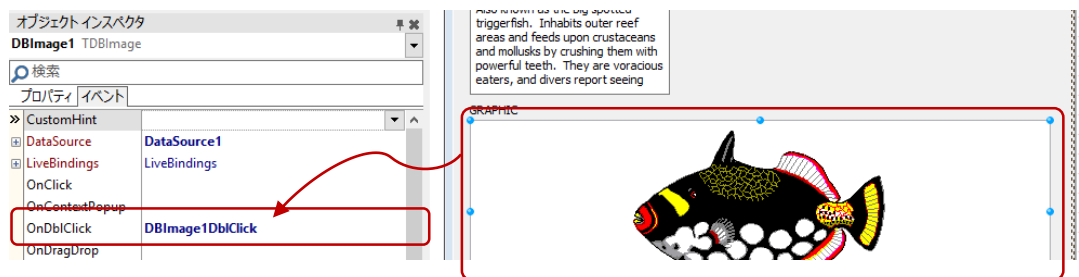 オブジェクト インスペクタ
DBImage1 TDBImage
検索
プロパティ イベント
CustomHint
DataSource DataSource1
LiveBindings LiveBindings
OnClick
OnContextPopup
OnDblClick DBImage1DblClick
OnDragDrop
Also known as the big spotted
triggerfish. Inhabits outer reef
areas and feeds upon crustaceans
and mollusks by crushing them with
powerful teeth. They are voracious
eaters, and divers report seeing
GRAPHIC